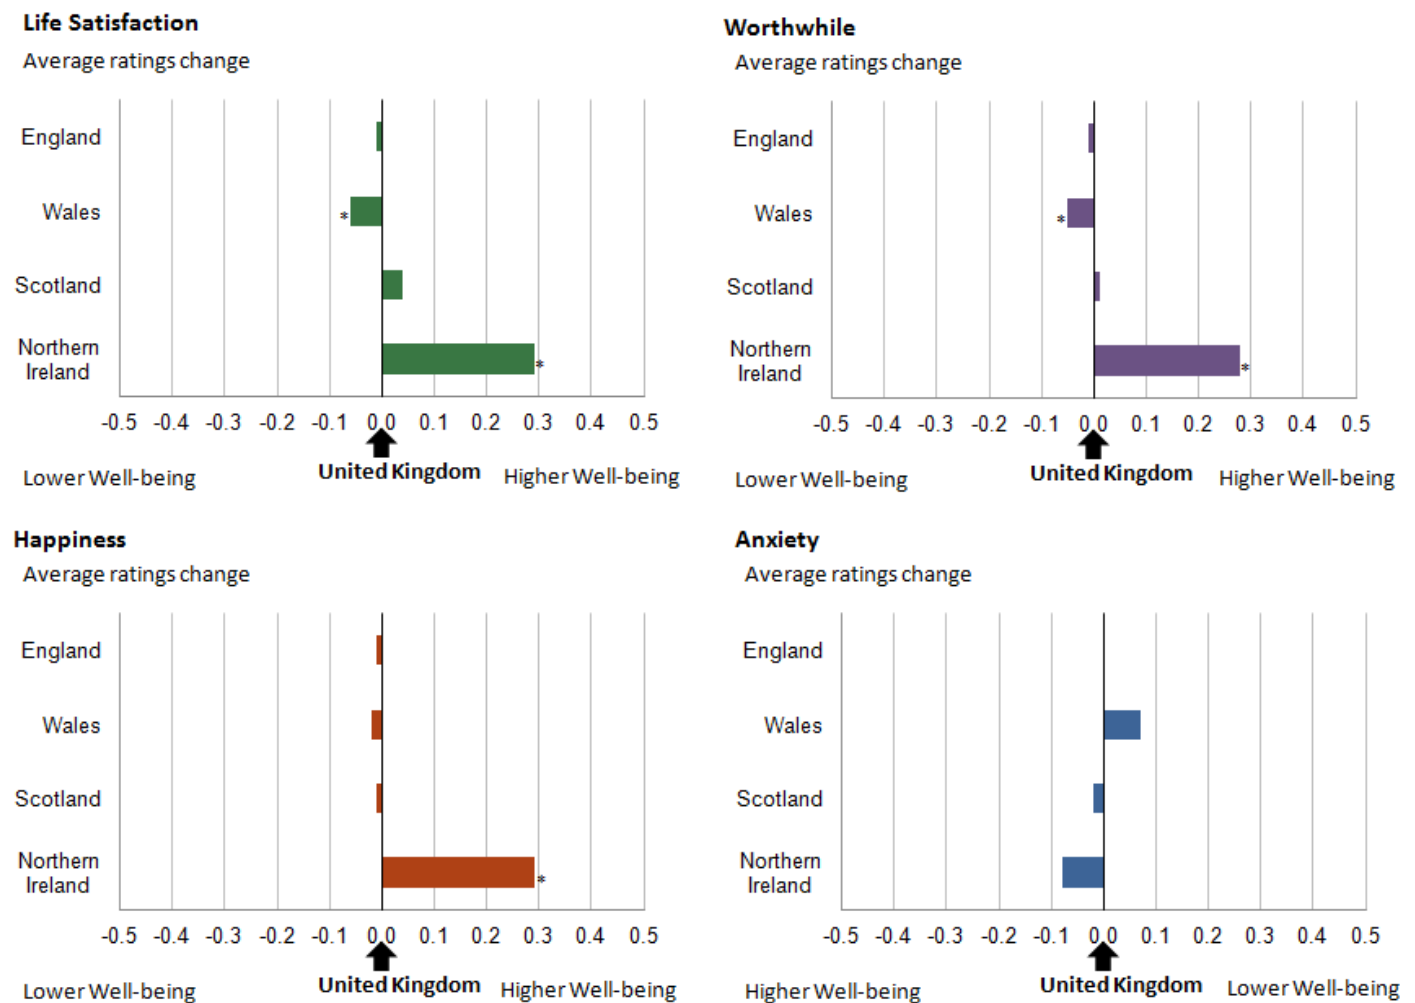 Life Satisfaction
Average ratings change
England
Wales
*
Scotland
Northern
Ireland
*
-0.5 -0.4 -0.3 -0.2 -0.1 0.0 0.1 0.2 0.3 0.4 0.5
Lower Well-being United Kingdom Higher Well-being
Worthwhile
Average ratings change
England
Wales
*
Scotland
Northern
Ireland
*
-0.5 -0.4 -0.3 -0.2 -0.1 0.0 0.1 0.2 0.3 0.4 0.5
Lower Well-being United Kingdom Higher Well-being
Happiness
Average ratings change
England
Wales
Scotland
Northern
Ireland
*
-0.5 -0.4 -0.3 -0.2 -0.1 0.0 0.1 0.2 0.3 0.4 0.5
Lower Well-being United Kingdom Higher Well-being
Anxiety
Average ratings change
England
Wales
Scotland
Northern
Ireland
-0.5 -0.4 -0.3 -0.2 -0.1 0.0 0.1 0.2 0.3 0.4 0.5
Higher Well-being United Kingdom Lower Well-being